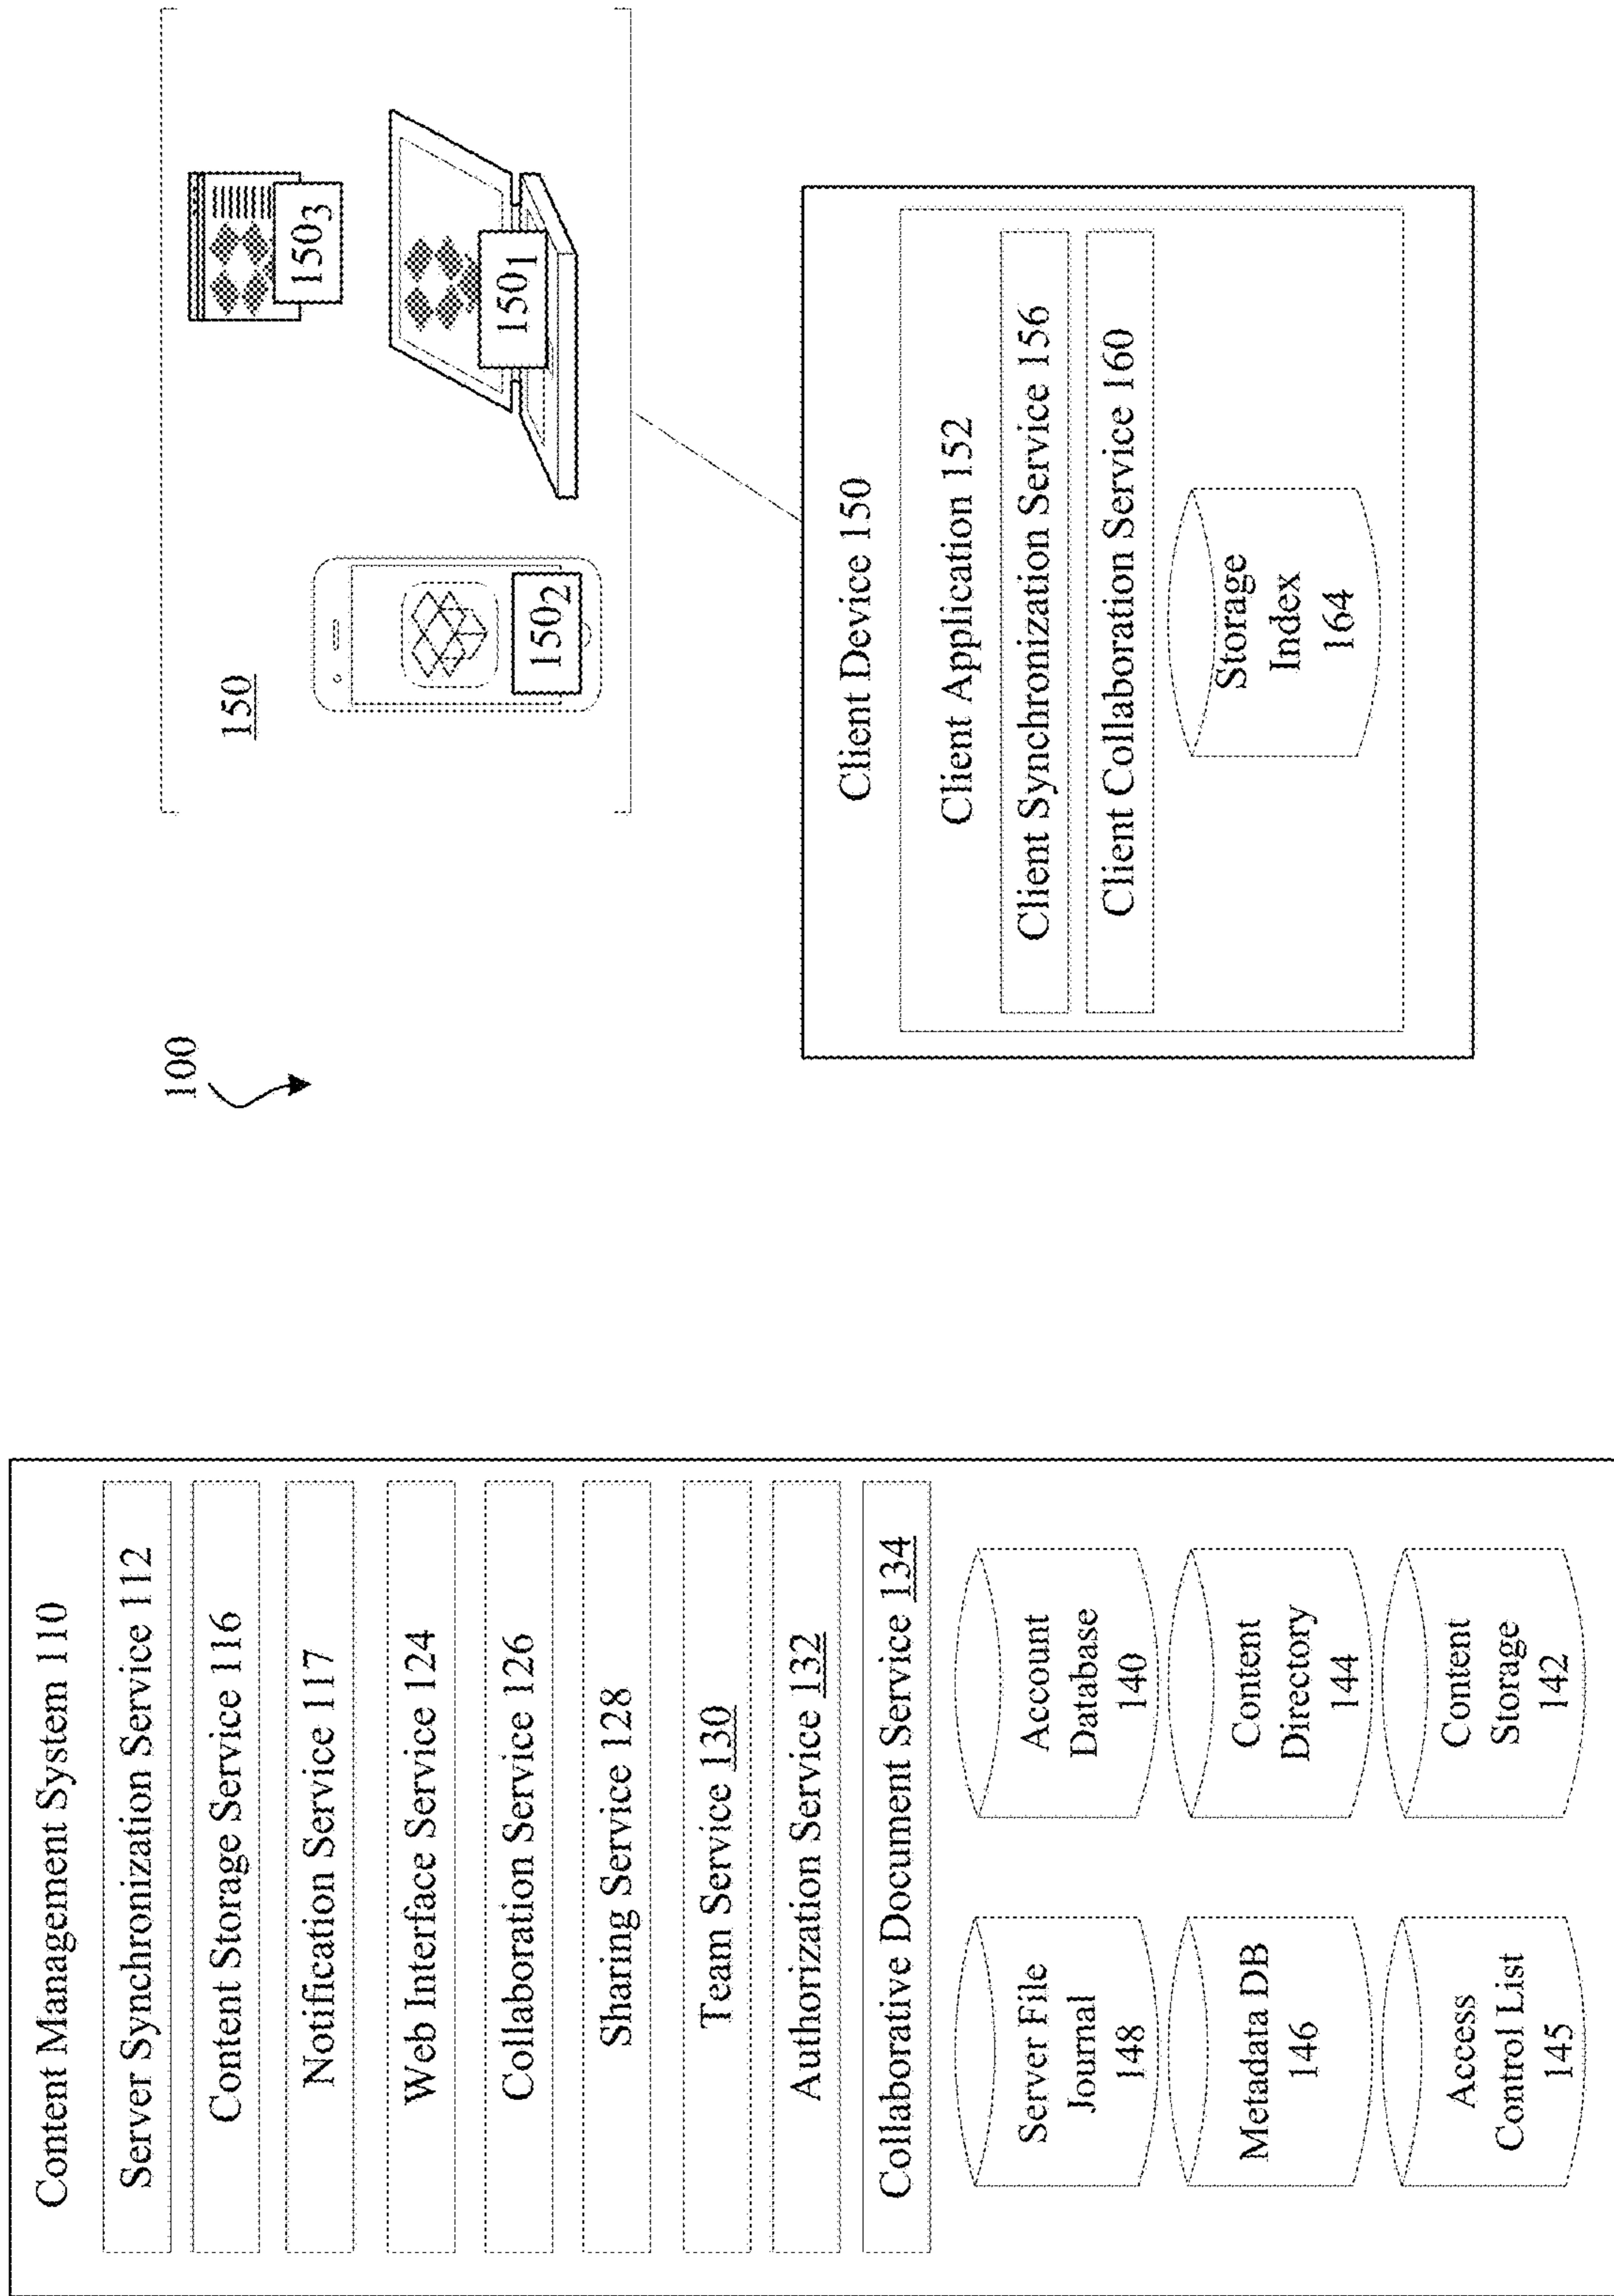 Content Management System 110
Server Synchronization Service 112
Content Storage Service 116
Notification Service 117
Web Interface Service 124
Collaboration Service 126
Sharing Service 128
Team Service 130
Authorization Service 132
Collaborative Document Service 134
Server File
Journal
148
Account
Database
140
Metadata DB
146
Content
Directory
144
Access
Control List
145
Content
Storage
142
100
150
150₂
150₃
150₁
Client Device 150
Client Application 152
Client Synchronization Service 156
Client Collaboration Service 160
Storage
Index
164